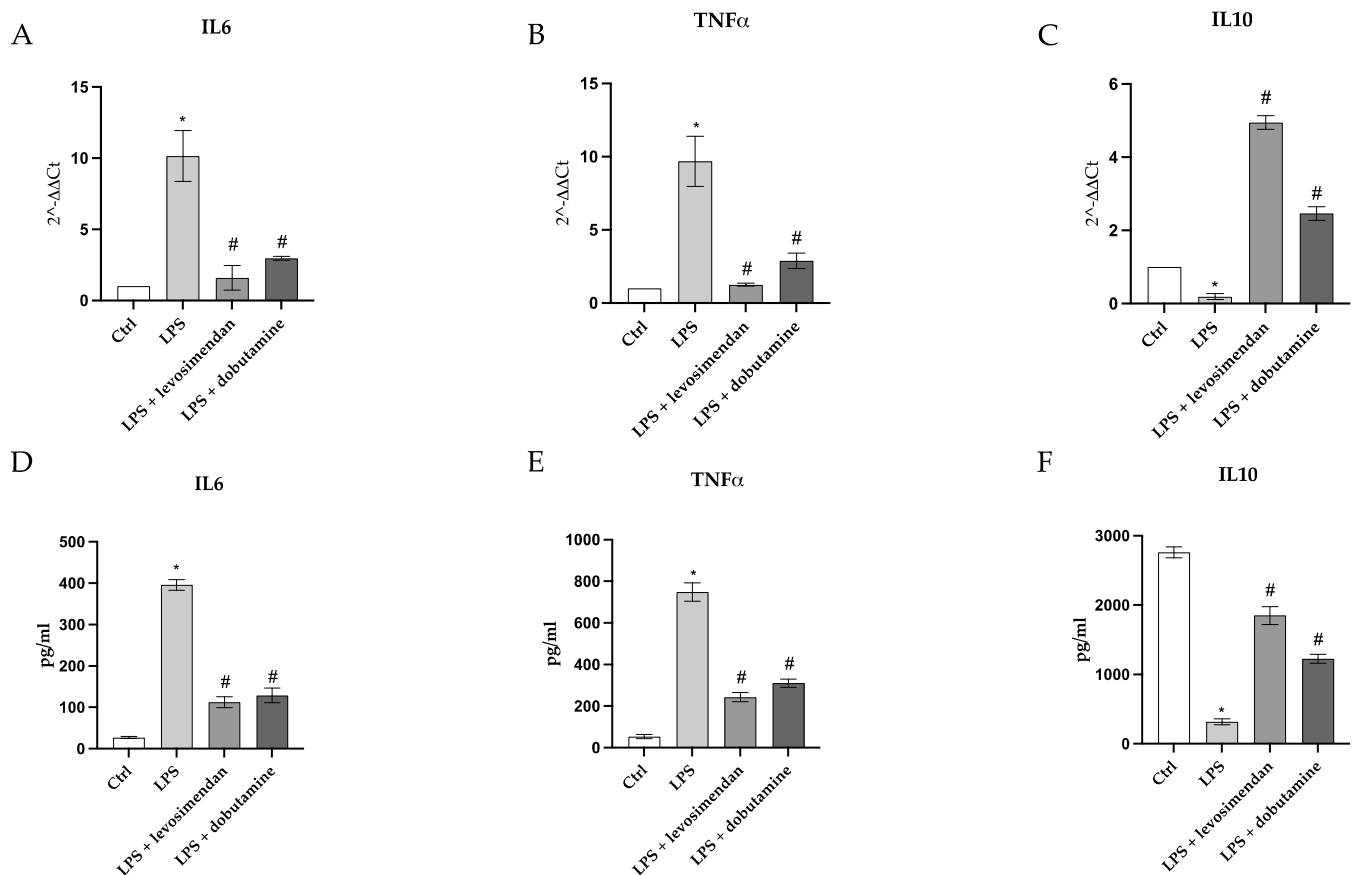 A
IL6
2^-ΔΔCt
15
10
5
0
*
#
#
Ctrl
LPS
LPS + levosimendan
LPS + dobutamine
B
TNFα
2^-ΔΔCt
15
10
5
0
*
#
#
Ctrl
LPS
LPS + levosimendan
LPS + dobutamine
C
IL10
2^-ΔΔCt
6
4
2
0
*
#
#
Ctrl
LPS
LPS + levosimendan
LPS + dobutamine
D
IL6
pg/ml
500
400
300
200
100
0
*
#
#
Ctrl
LPS
LPS + levosimendan
LPS + dobutamine
E
TNFα
pg/ml
1000
800
600
400
200
0
*
#
#
Ctrl
LPS
LPS + levosimendan
LPS + dobutamine
F
IL10
pg/ml
3000
2000
1000
0
*
#
#
Ctrl
LPS
LPS + levosimendan
LPS + dobutamine